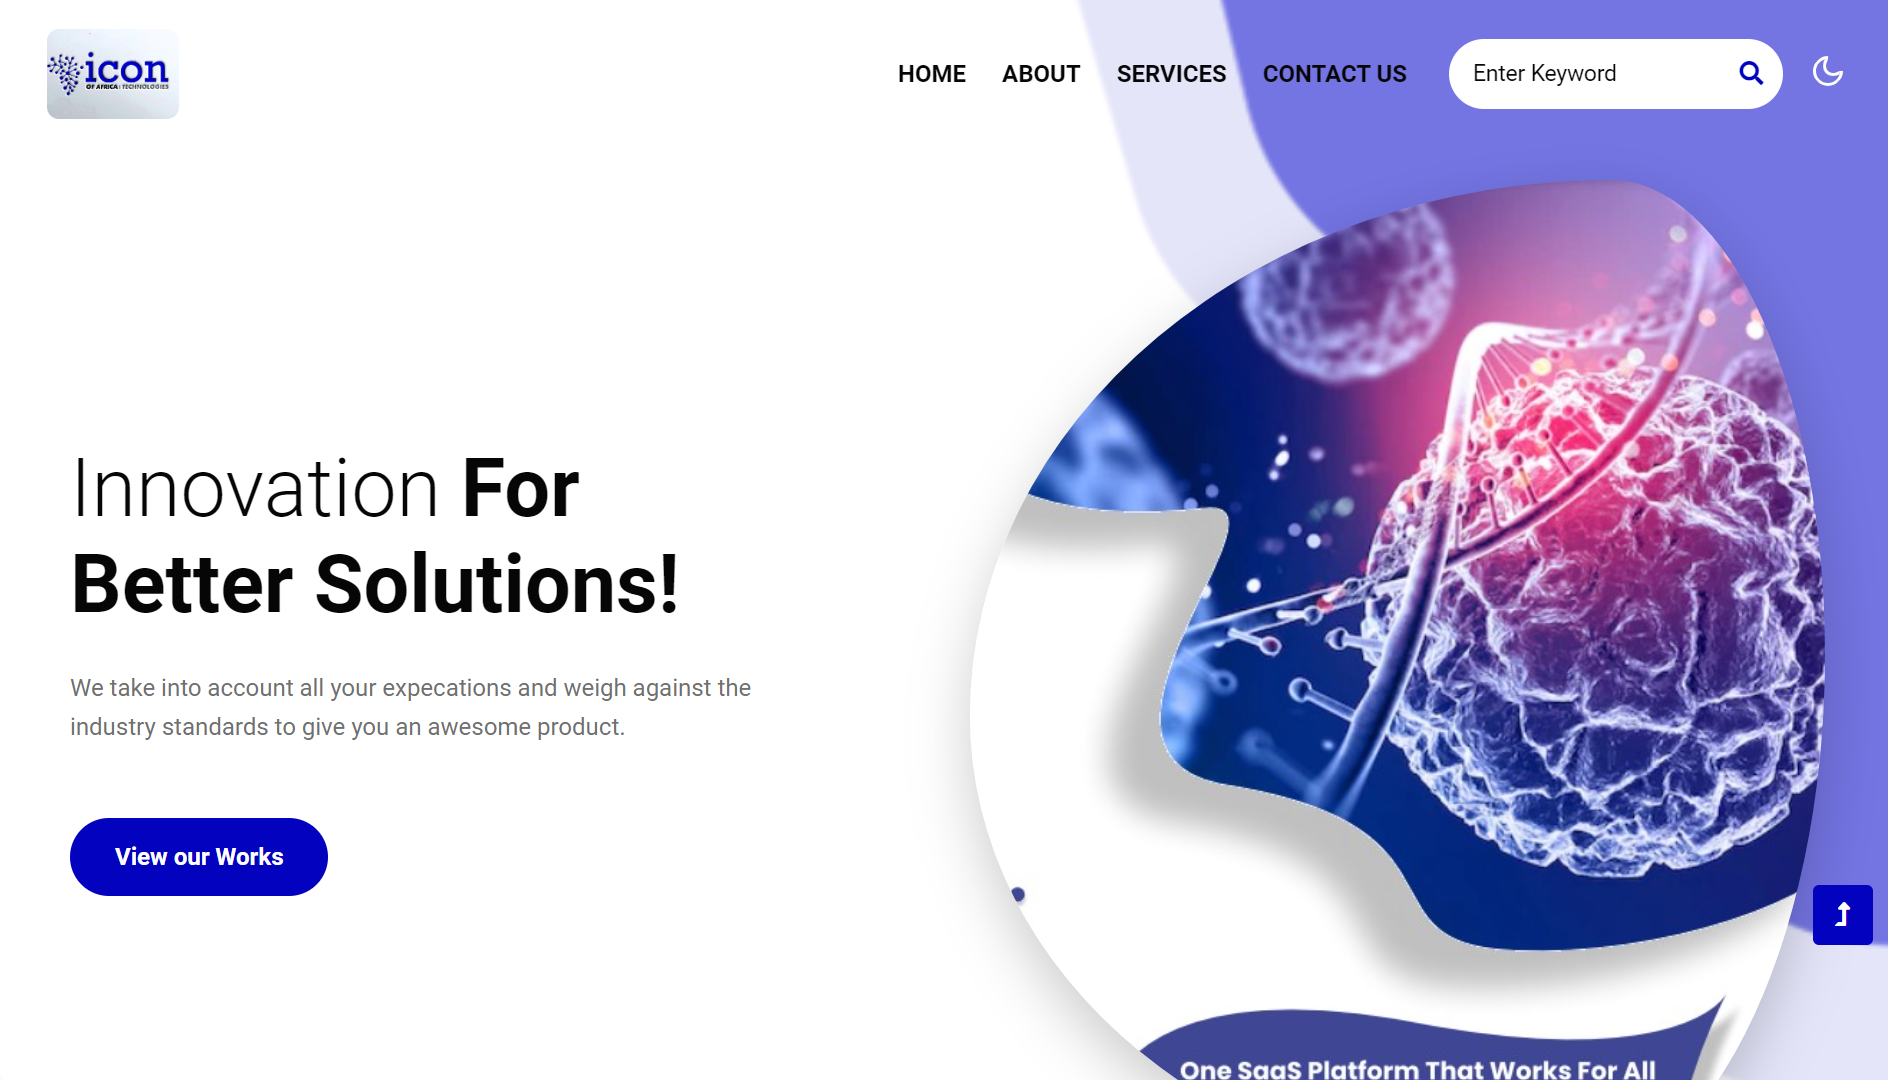 icon
OF AFRICA : TECHNOLOGIES
HOME
ABOUT
SERVICES
CONTACT US
Enter Keyword
Innovation For
Better Solutions!
We take into account all your expecations and weigh against the
industry standards to give you an awesome product.
View our Works
One SaaS Platform That Works For All